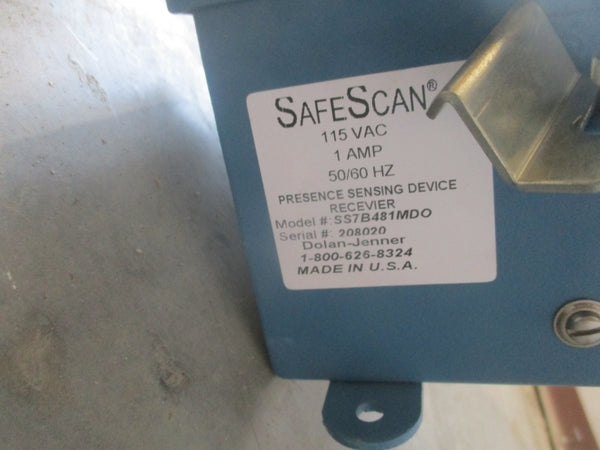 SAFESCAN®
115 VAC
1 AMP
50/60 HZ
PRESENCE SENSING DEVICE
RECEVIER
Model #: SS7B481MDO
Serial #: 208020
Dolan-Jenner
1-800-626-8324
MADE IN U.S.A.